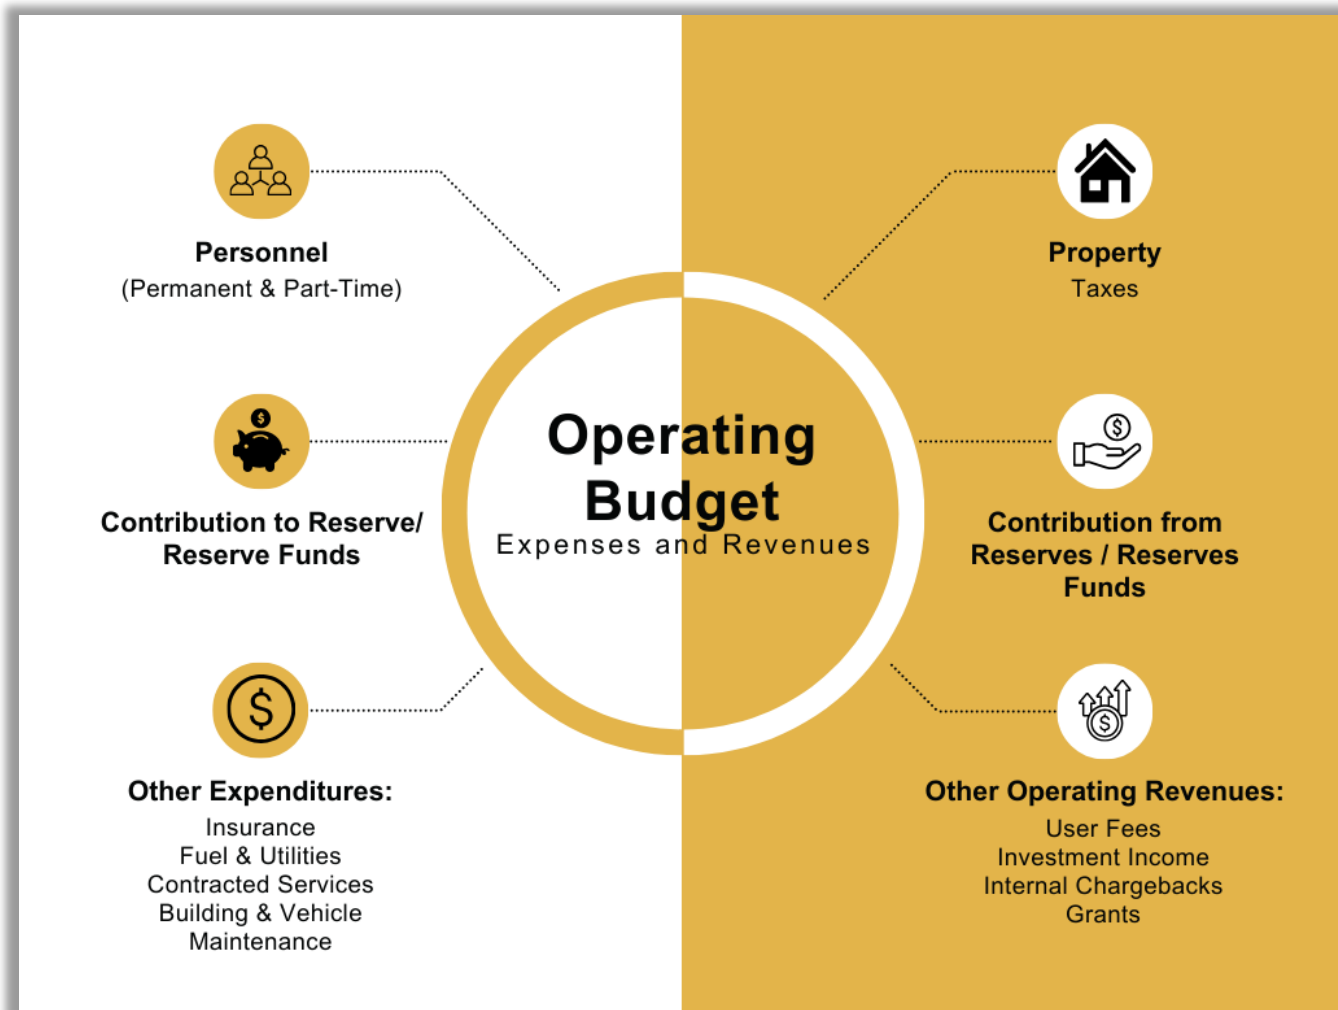 Personnel
(Permanent & Part-Time)
Contribution to Reserve/
Reserve Funds
Other Expenditures:
Insurance
Fuel & Utilities
Contracted Services
Building & Vehicle
Maintenance
Operating
Budget
Expenses and Revenues
Property
Taxes
Contribution from
Reserves / Reserves
Funds
Other Operating Revenues:
User Fees
Investment Income
Internal Chargebacks
Grants